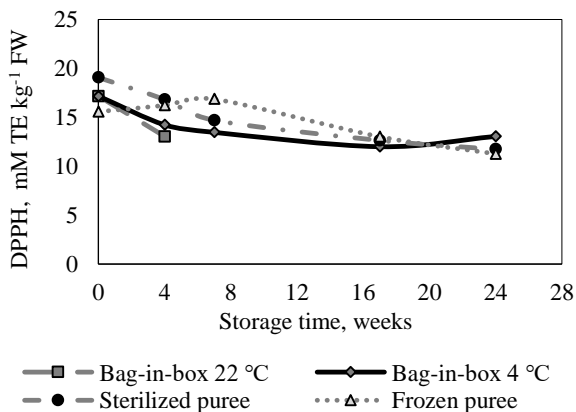 DPPH, mM TE kg⁻¹ FW
25
20
15
10
5
0
0 4 8 12 16 20 24 28
Storage time, weeks
Bag-in-box 22 °C Bag-in-box 4 °C
Sterilized puree Frozen puree